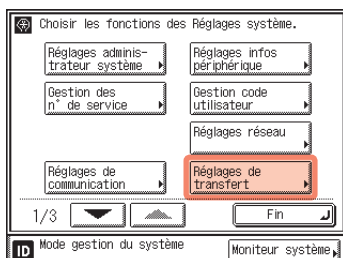 Choisir les fonctions des Réglages système.
Réglages adminis-
trateur système
Réglages infos
périphérique
Gestion des
n° de service
Gestion code
utilisateur
Réglages réseau
Réglages de
communication
Réglages de
transfert
1/3
Fin
ID Mode gestion du système
Moniteur système